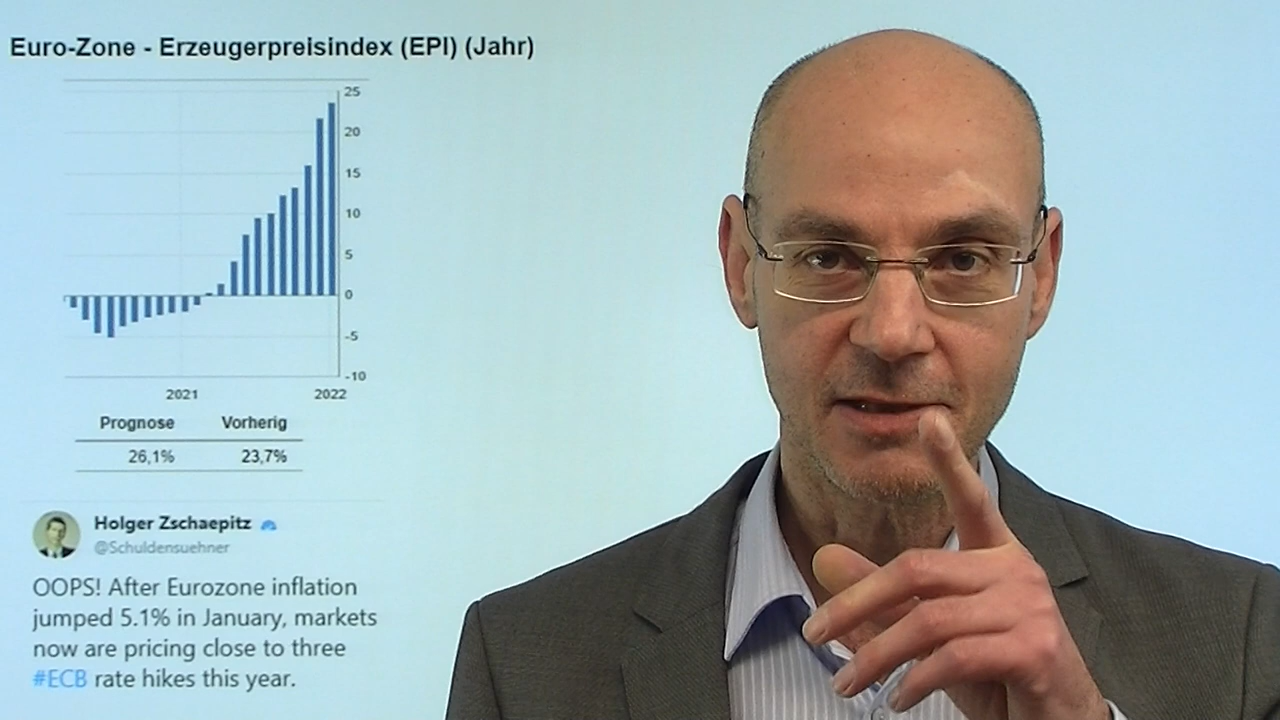 Euro-Zone - Erzeugerpreisindex (EPI) (Jahr)
25
20
15
10
5
0
-5
-10
2021 2022
Prognose Vorherig
26,1% 23,7%
Holger Zschaepitz
@Schuldensuehner
OOPS! After Eurozone inflation
jumped 5.1% in January, markets
now are pricing close to three
#ECB rate hikes this year.